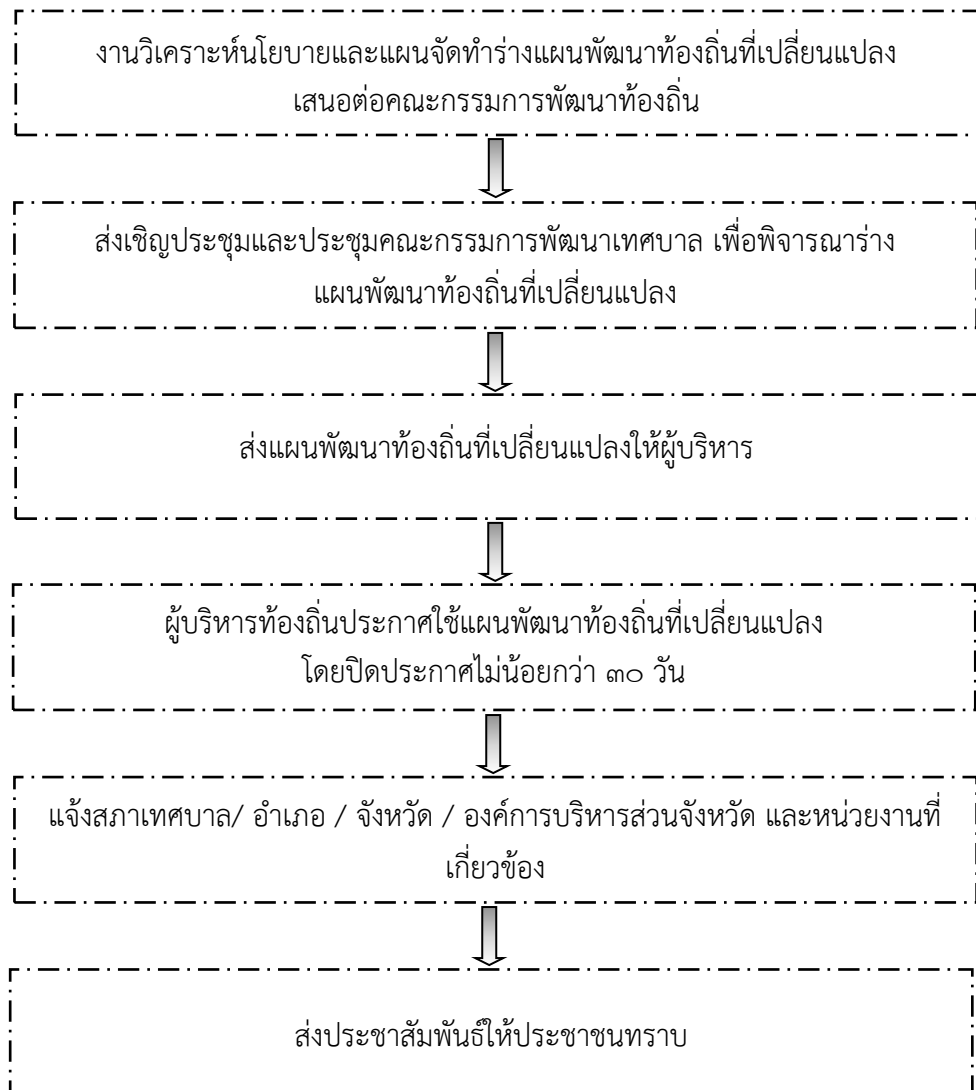 งานวิเคราะห์นโยบายและแผนจัดทำร่างแผนพัฒนาท้องถิ่นที่เปลี่ยนแปลง
เสนอต่อคณะกรรมการพัฒนาท้องถิ่น
ส่งเชิญประชุมและประชุมคณะกรรมการพัฒนาเทศบาล เพื่อพิจารณาร่าง
แผนพัฒนาท้องถิ่นที่เปลี่ยนแปลง
ส่งแผนพัฒนาท้องถิ่นที่เปลี่ยนแปลงให้ผู้บริหาร
ผู้บริหารท้องถิ่นประกาศใช้แผนพัฒนาท้องถิ่นที่เปลี่ยนแปลง
โดยปิดประกาศไม่น้อยกว่า ๓๐ วัน
แจ้งสภาเทศบาล/ อำเภอ / จังหวัด / องค์การบริหารส่วนจังหวัด และหน่วยงานที่
เกี่ยวข้อง
ส่งประชาสัมพันธ์ให้ประชาชนทราบ